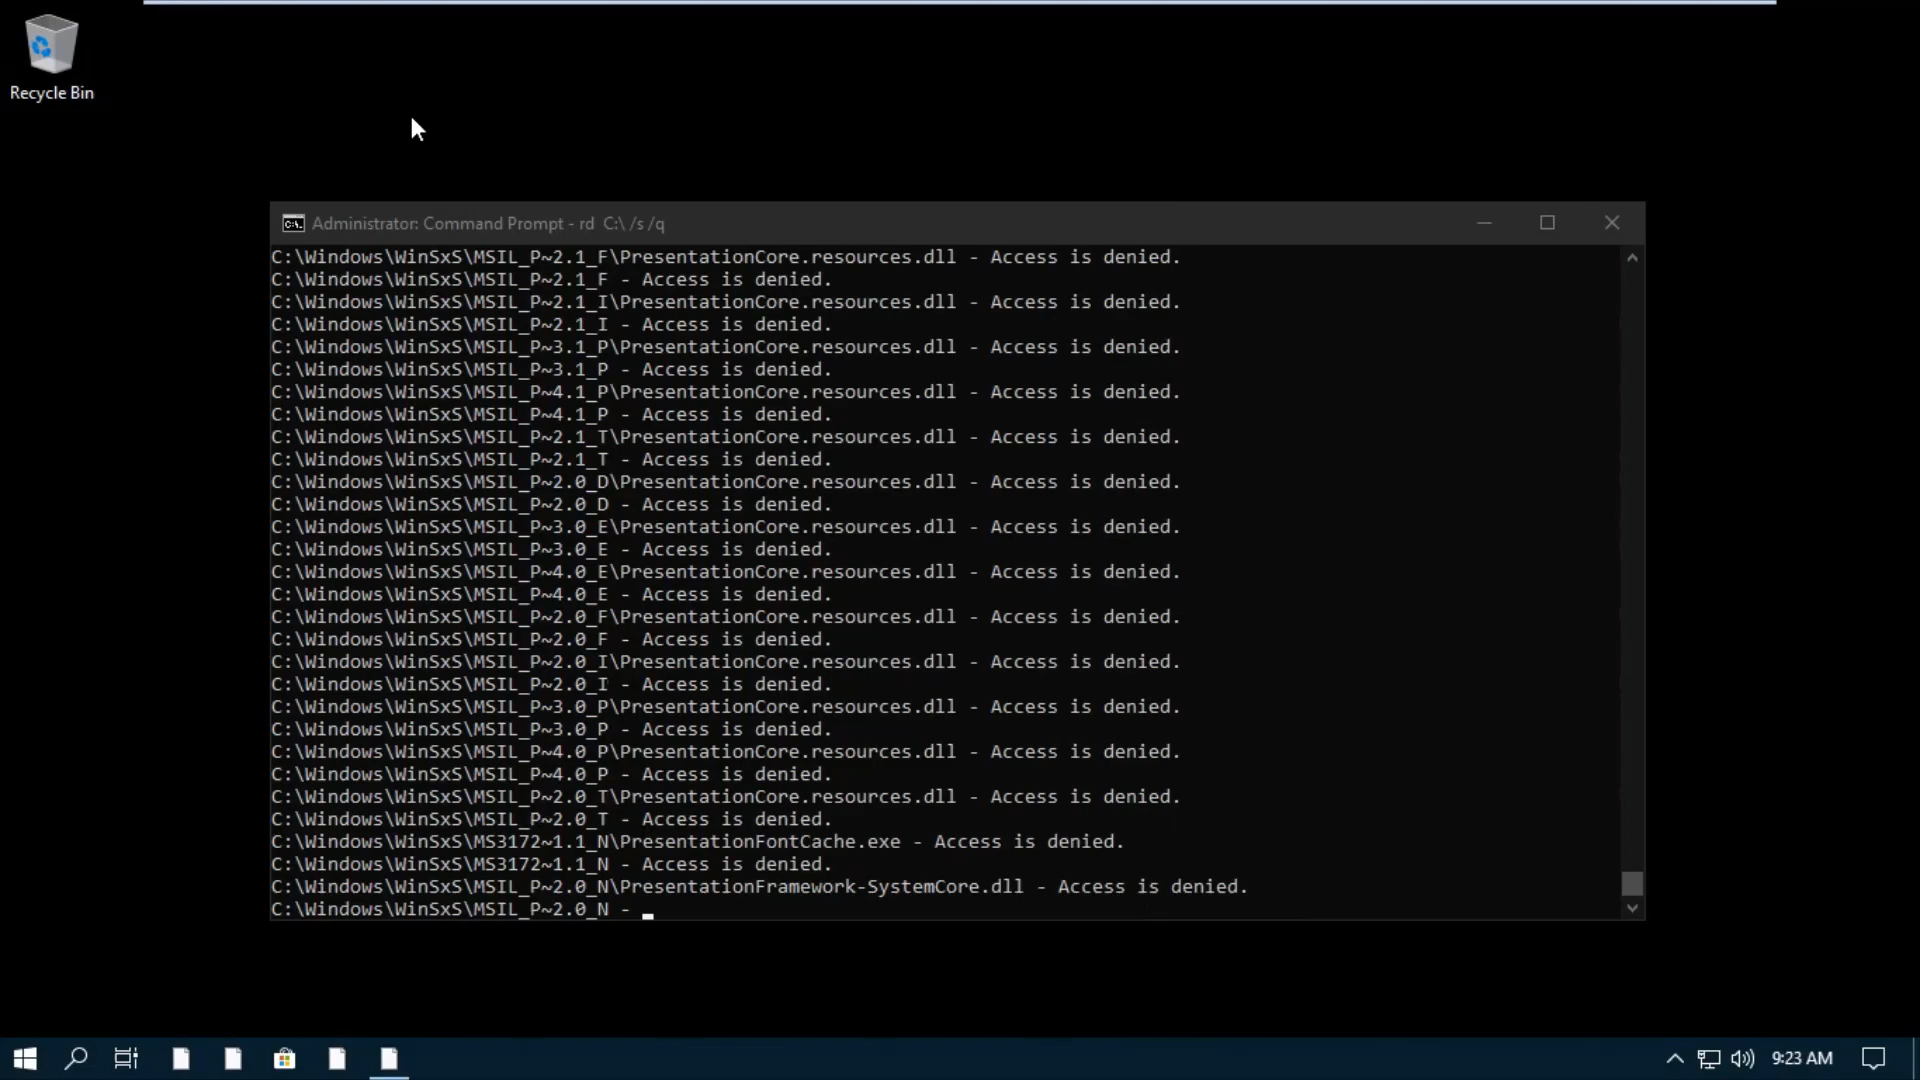 Recycle Bin
Administrator: Command Prompt - rd  C:\ /s /q
C:\Windows\WinSxS\MSIL_P~2.1_F\PresentationCore.resources.dll - Access is denied.
C:\Windows\WinSxS\MSIL_P~2.1_F - Access is denied.
C:\Windows\WinSxS\MSIL_P~2.1_I\PresentationCore.resources.dll - Access is denied.
C:\Windows\WinSxS\MSIL_P~2.1_I - Access is denied.
C:\Windows\WinSxS\MSIL_P~3.1_P\PresentationCore.resources.dll - Access is denied.
C:\Windows\WinSxS\MSIL_P~3.1_P - Access is denied.
C:\Windows\WinSxS\MSIL_P~4.1_P\PresentationCore.resources.dll - Access is denied.
C:\Windows\WinSxS\MSIL_P~4.1_P - Access is denied.
C:\Windows\WinSxS\MSIL_P~2.1_T\PresentationCore.resources.dll - Access is denied.
C:\Windows\WinSxS\MSIL_P~2.1_T - Access is denied.
C:\Windows\WinSxS\MSIL_P~2.0_D\PresentationCore.resources.dll - Access is denied.
C:\Windows\WinSxS\MSIL_P~2.0_D - Access is denied.
C:\Windows\WinSxS\MSIL_P~3.0_E\PresentationCore.resources.dll - Access is denied.
C:\Windows\WinSxS\MSIL_P~3.0_E - Access is denied.
C:\Windows\WinSxS\MSIL_P~4.0_E\PresentationCore.resources.dll - Access is denied.
C:\Windows\WinSxS\MSIL_P~4.0_E - Access is denied.
C:\Windows\WinSxS\MSIL_P~2.0_F\PresentationCore.resources.dll - Access is denied.
C:\Windows\WinSxS\MSIL_P~2.0_F - Access is denied.
C:\Windows\WinSxS\MSIL_P~2.0_I\PresentationCore.resources.dll - Access is denied.
C:\Windows\WinSxS\MSIL_P~2.0_I - Access is denied.
C:\Windows\WinSxS\MSIL_P~3.0_P\PresentationCore.resources.dll - Access is denied.
C:\Windows\WinSxS\MSIL_P~3.0_P - Access is denied.
C:\Windows\WinSxS\MSIL_P~4.0_P\PresentationCore.resources.dll - Access is denied.
C:\Windows\WinSxS\MSIL_P~4.0_P - Access is denied.
C:\Windows\WinSxS\MSIL_P~2.0_T\PresentationCore.resources.dll - Access is denied.
C:\Windows\WinSxS\MSIL_P~2.0_T - Access is denied.
C:\Windows\WinSxS\MS3172~1.1_N\PresentationFontCache.exe - Access is denied.
C:\Windows\WinSxS\MS3172~1.1_N - Access is denied.
C:\Windows\WinSxS\MSIL_P~2.0_N\PresentationFramework-SystemCore.dll - Access is denied.
C:\Windows\WinSxS\MSIL_P~2.0_N -
9:23 AM